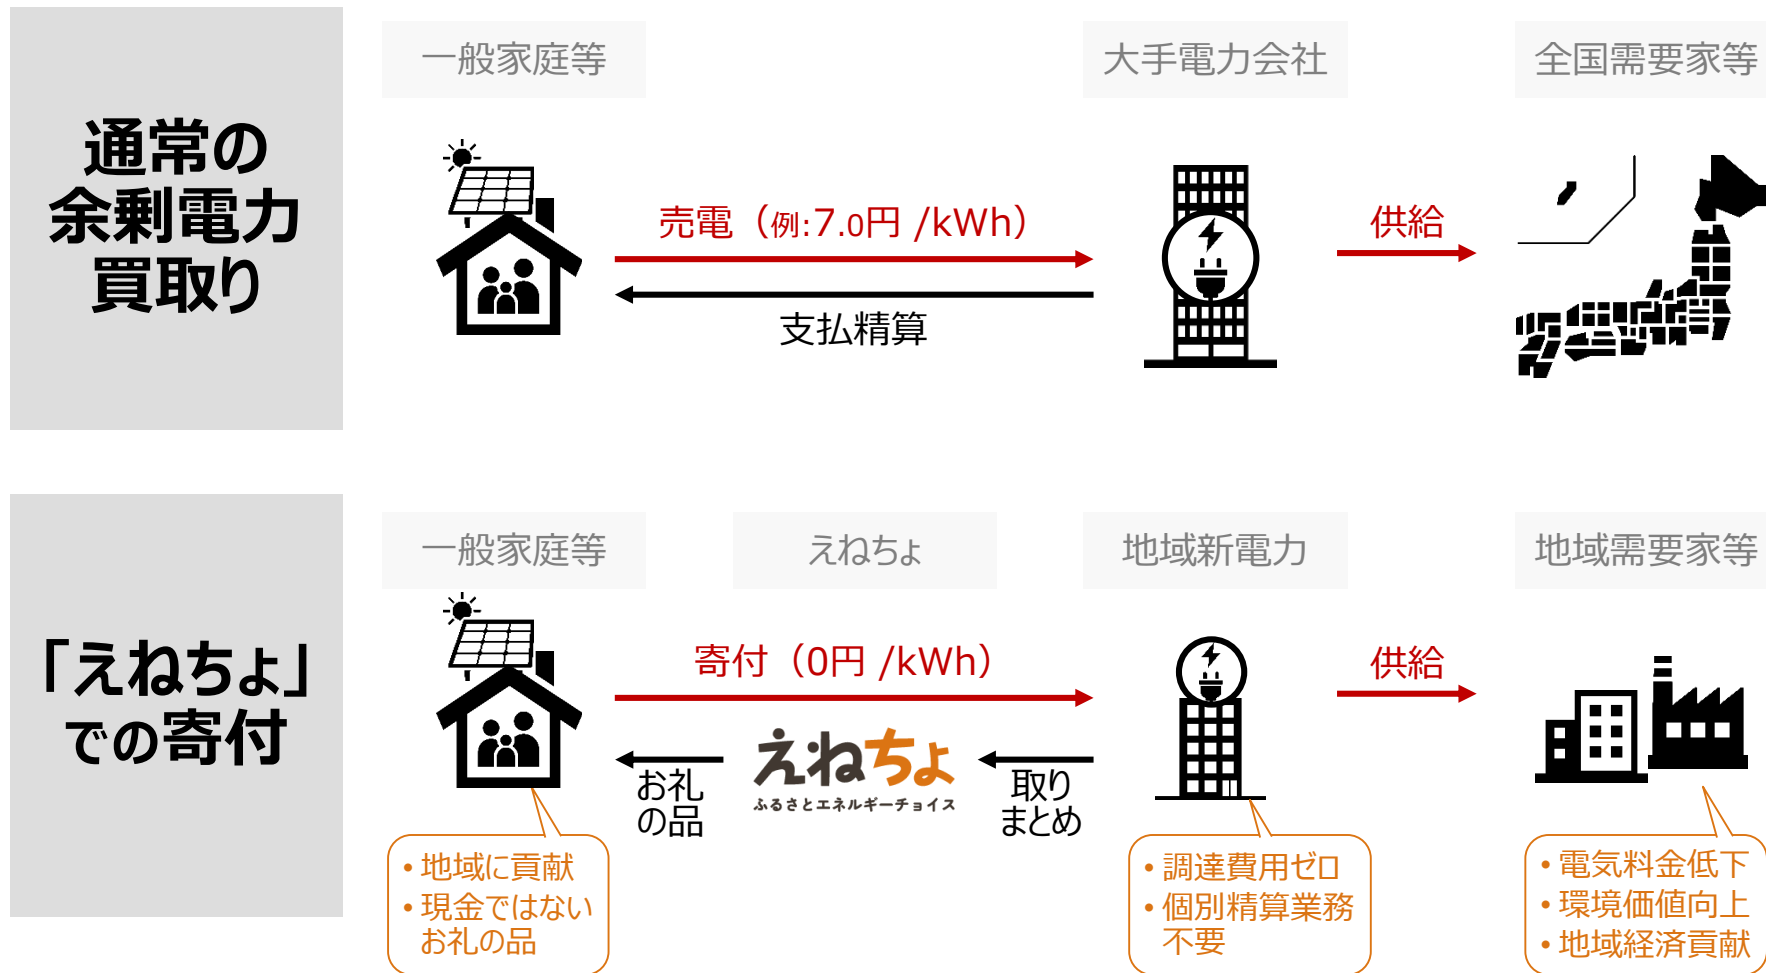 通常の
余剰電力
買取り
一般家庭等
大手電力会社
全国需要家等
売電（例:7.0円 /kWh）
支払精算
供給
「えねちょ」
での寄付
一般家庭等
えねちょ
地域新電力
地域需要家等
寄付（0円 /kWh）
供給
お礼
の品
えねちょ
ふるさとエネルギーチョイス
取り
まとめ
• 地域に貢献
• 現金ではない
お礼の品
• 調達費用ゼロ
• 個別精算業務
不要
• 電気料金低下
• 環境価値向上
• 地域経済貢献